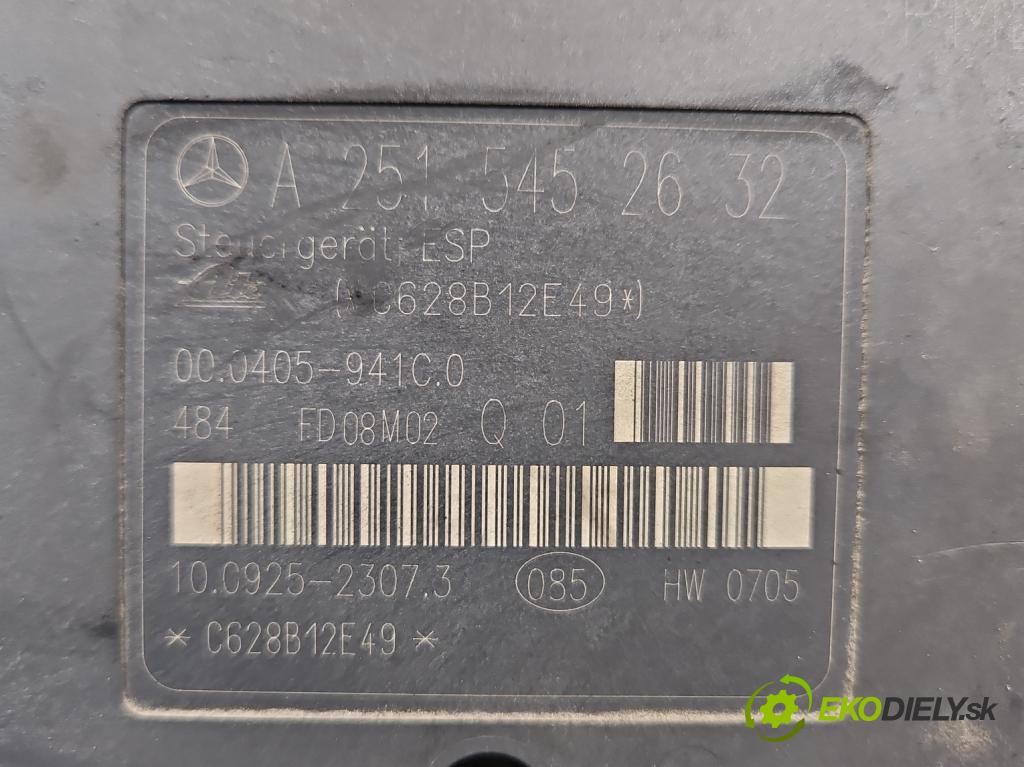 A 251 545 26 32
Steuergerät ESP
(*C628B12E49*)
00.0405-941C.0
484 FD08M02 Q 01
10.0925-2307.3 085 HW 0705
* C628B12E49 *
EKODIELY.sk